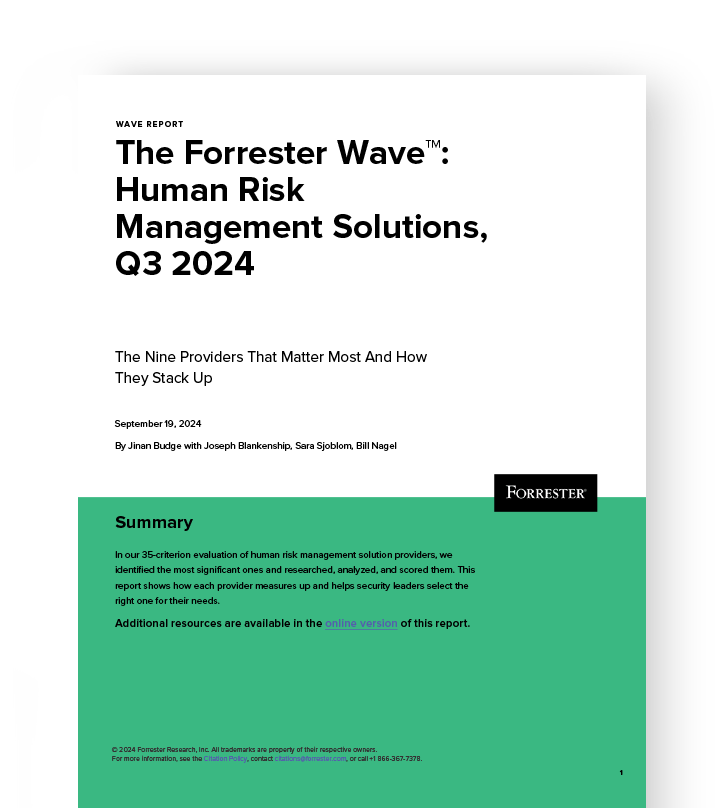 WAVE REPORT
The Forrester Wave™:
Human Risk
Management Solutions,
Q3 2024
The Nine Providers That Matter Most And How
They Stack Up
September 19, 2024
By Jinan Budge with Joseph Blankenship, Sara Sjoblom, Bill Nagel
FORRESTER®
Summary
In our 35-criterion evaluation of human risk management solution providers, we
identified the most significant ones and researched, analyzed, and scored them. This
report shows how each provider measures up and helps security leaders select the
right one for their needs.
Additional resources are available in the online version of this report.
© 2024 Forrester Research, Inc. All trademarks are property of their respective owners.
For more information, see the Citation Policy, contact citations@forrester.com, or call +1 866-367-7378.
1